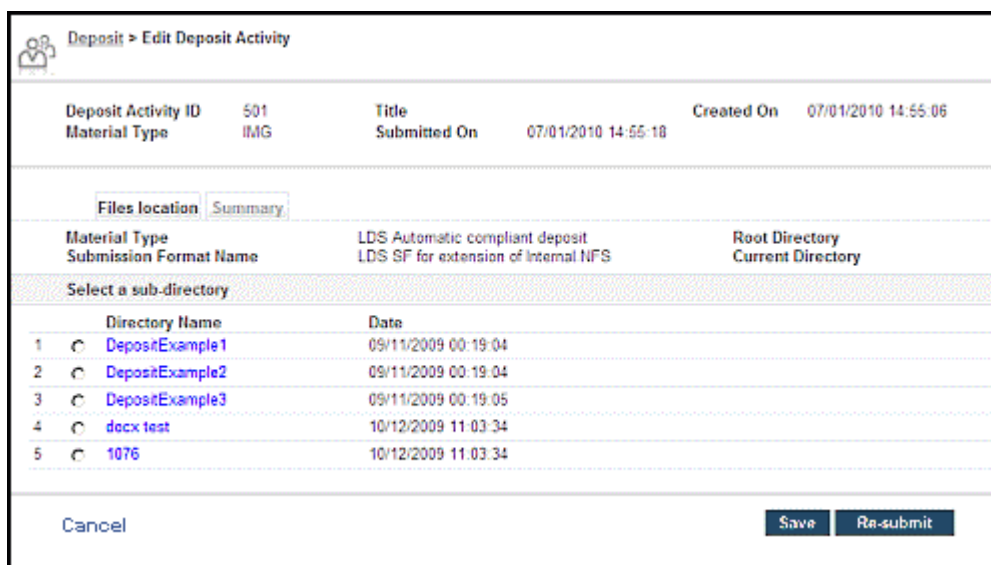 Deposit > Edit Deposit Activity
Deposit Activity ID 501 Title Created On 07/01/2010 14:55:06
Material Type IMG Submitted On 07/01/2010 14:55:18
Files location Summary
Material Type LDS Automatic compliant deposit Root Directory
Submission Format Name LDS SF for extension of Internal NFS Current Directory
Select a sub-directory
Directory Name Date
1 DepositExample1 09/11/2009 00:19:04
2 DepositExample2 09/11/2009 00:19:04
3 DepositExample3 09/11/2009 00:19:05
4 docx test 10/12/2009 11:03:34
5 1076 10/12/2009 11:03:34
Cancel Save Re-submit